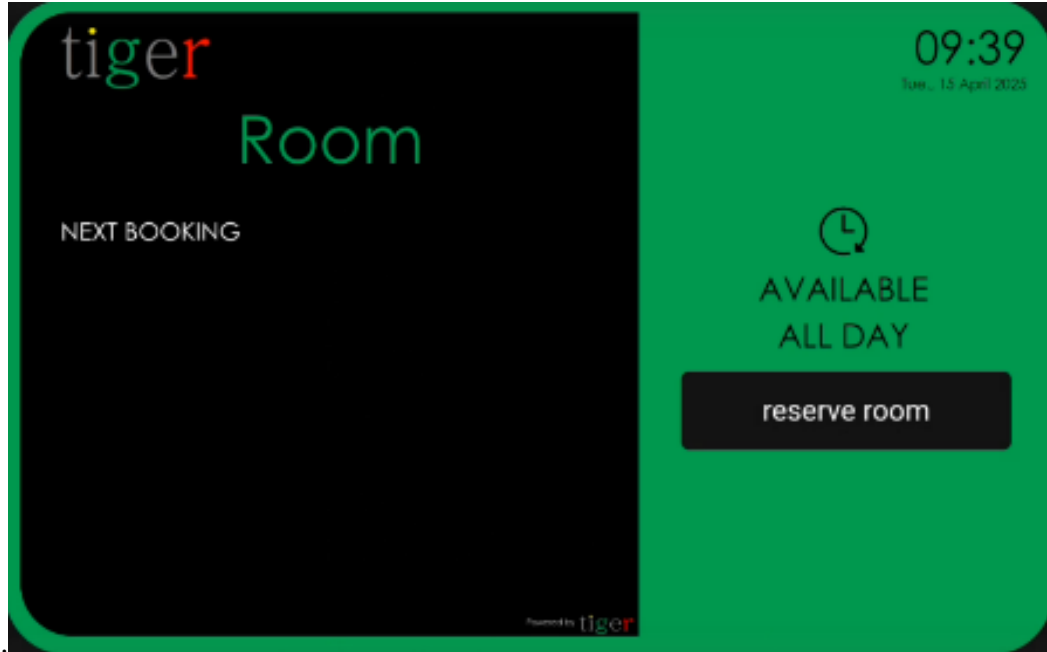 tiger
09:39
Tue., 15 April 2025
Room
NEXT BOOKING
AVAILABLE
ALL DAY
reserve room
Powered by tiger